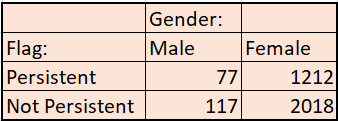 Gender:
Flag: Male Female
Persistent 77 1212
Not Persistent 117 2018